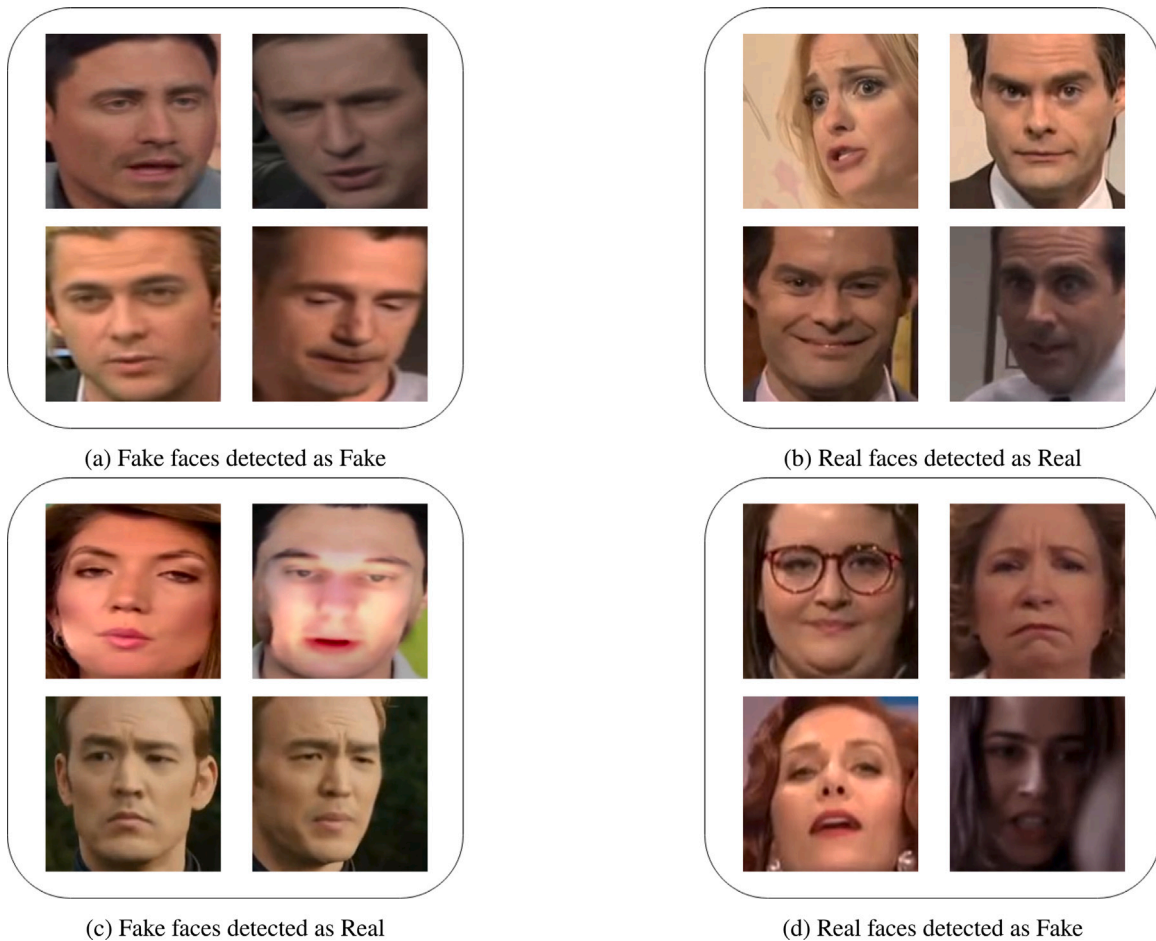 (a) Fake faces detected as Fake
(b) Real faces detected as Real
(c) Fake faces detected as Real
(d) Real faces detected as Fake